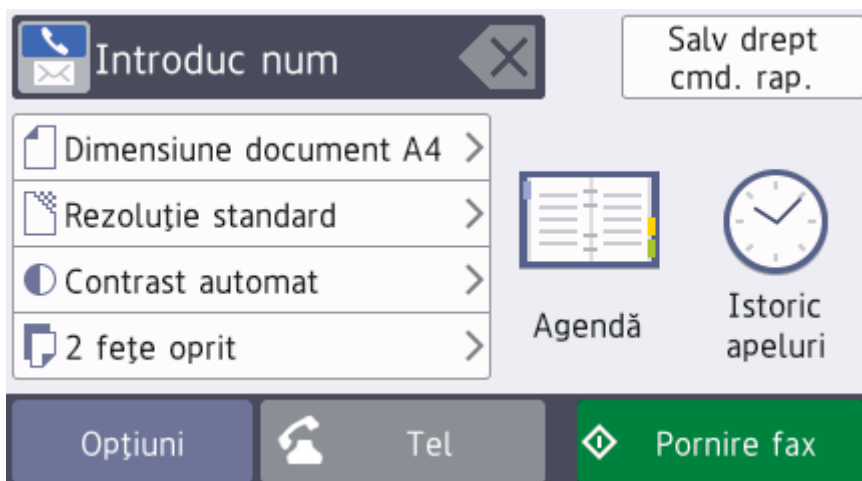 Introduc num
Salv drept
cmd. rap.
Dimensiune document A4
Rezoluţie standard
Contrast automat
2 feţe oprit
Agendă
Istoric
apeluri
Opţiuni
Tel
Pornire fax